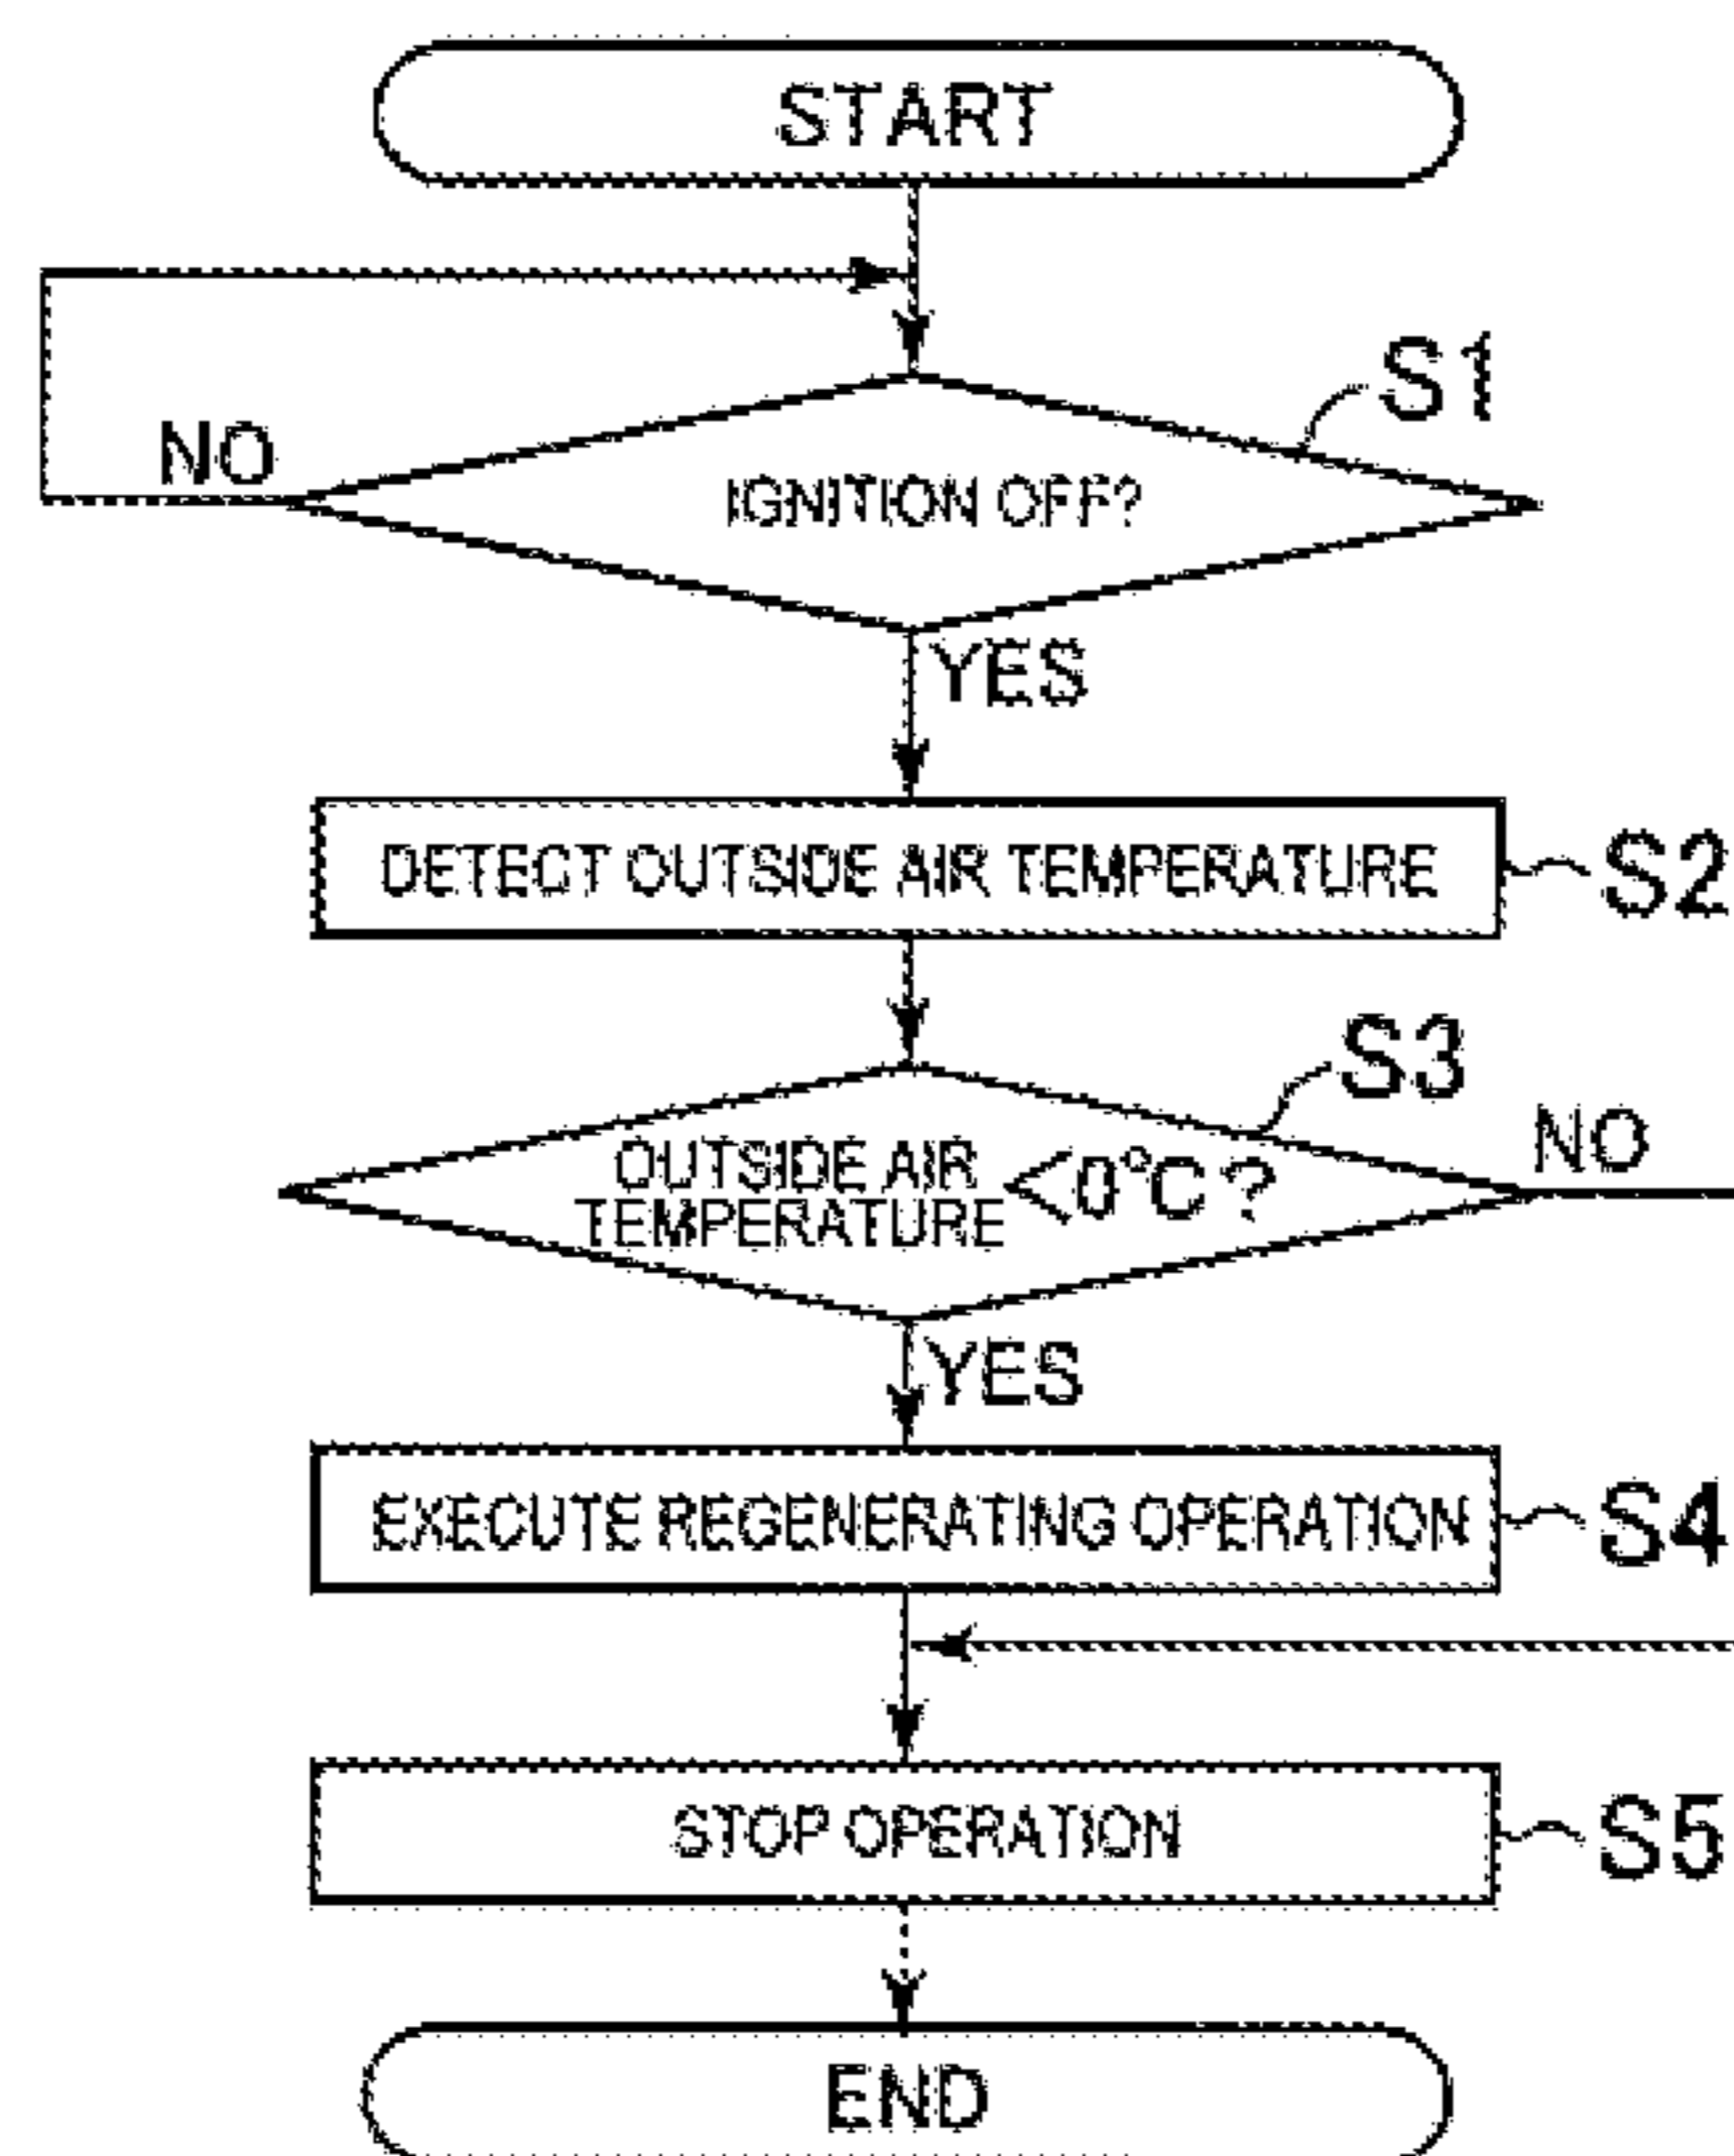 START
S1
NO
IGNITION OFF?
YES
DETECT OUTSIDE AIR TEMPERATURE
S2
S3
NO
OUTSIDE AIR
TEMPERATURE
<0°C ?
YES
EXECUTE REGENERATING OPERATION
S4
STOP OPERATION
S5
END